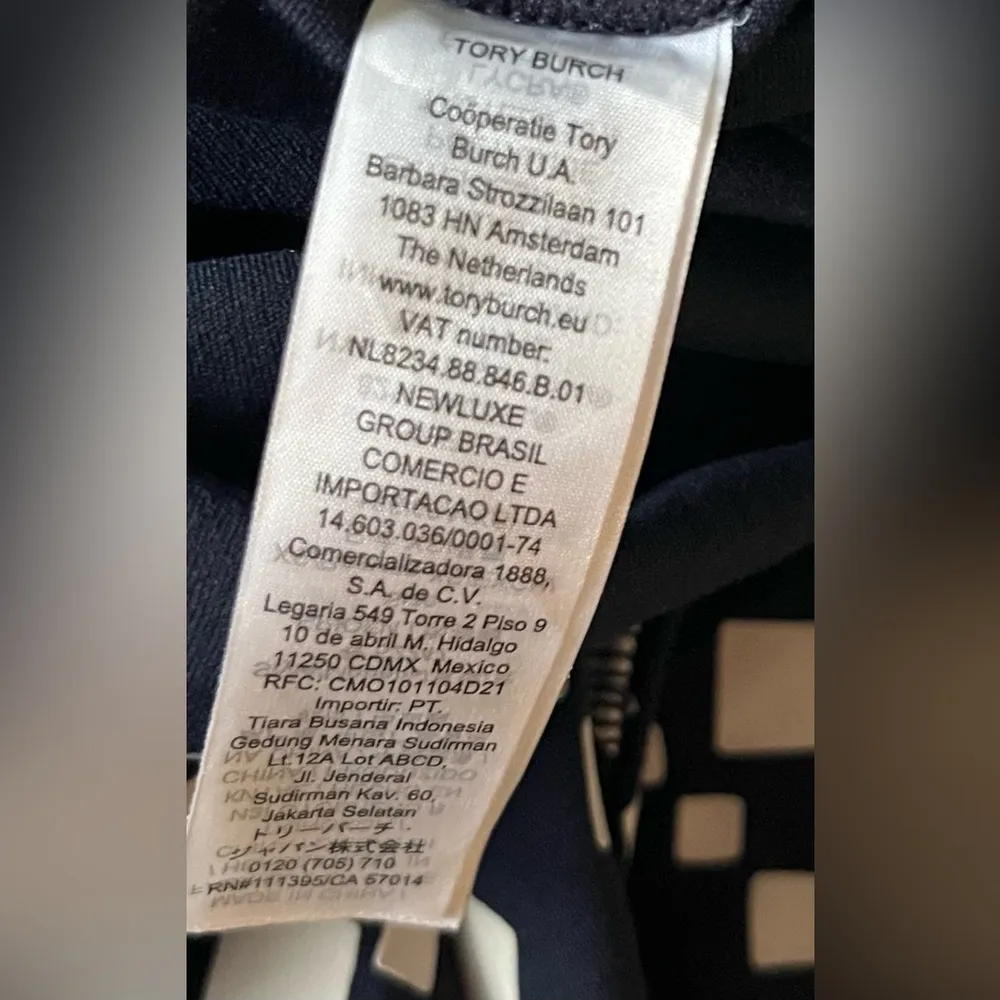 TORY BURCH
Coöperatie Tory
Burch U.A.
Barbara Strozzilaan 101
1083 HN Amsterdam
The Netherlands
www.toryburch.eu
VAT number:
NL8234.88.846.B.01
NEWLUXE
GROUP BRASIL
COMERCIO E
IMPORTACAO LTDA
14.603.036/0001-74
Comercializadora 1888,
S.A. de C.V.
Legaria 549 Torre 2 Piso 9
10 de abril M. Hidalgo
11250 CDMX Mexico
RFC: CMO101104D21
Importir: PT.
Tiara Busana Indonesia
Gedung Menara Sudirman
Lt.12A Lot ABCD,
Jl. Jenderal
Sudirman Kav. 60,
Jakarta Selatan
トリーバーチ・
ジャパン株式会社
0120 (705) 710
RN#111395/CA 57014